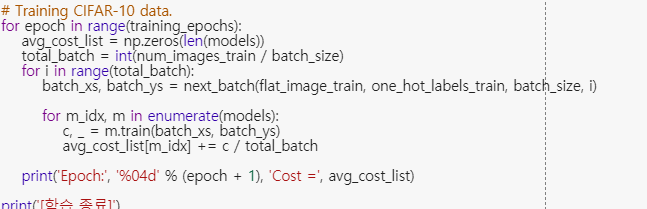 # Training CIFAR-10 data.
for epoch in range(training_epochs):
    avg_cost_list = np.zeros(len(models))
    total_batch = int(num_images_train / batch_size)
    for i in range(total_batch):
        batch_xs, batch_ys = next_batch(flat_image_train, one_hot_labels_train, batch_size, i)

        for m_idx, m in enumerate(models):
            c, _ = m.train(batch_xs, batch_ys)
            avg_cost_list[m_idx] += c / total_batch

    print('Epoch:', '%04d' % (epoch + 1), 'Cost =', avg_cost_list)

print('[학습 종료]')